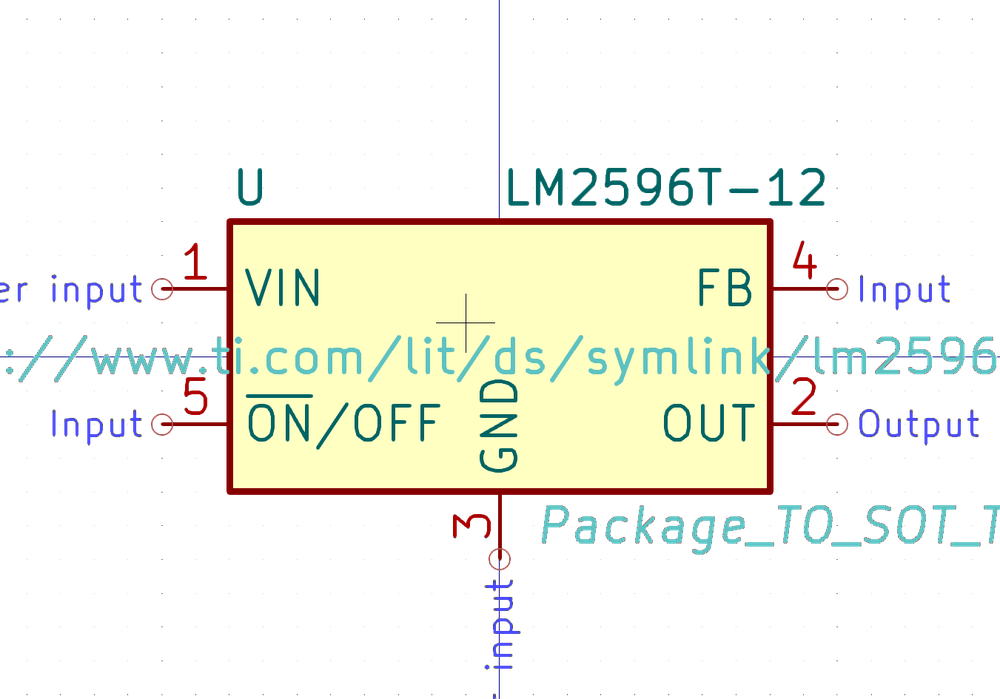 U LM2596T-12
1 4
er input VIN FB Input
://www.ti.com/lit/ds/symlink/lm2596
5 2
Input ON/OFF GND OUT Output
3 Package_TO_SOT_T
input